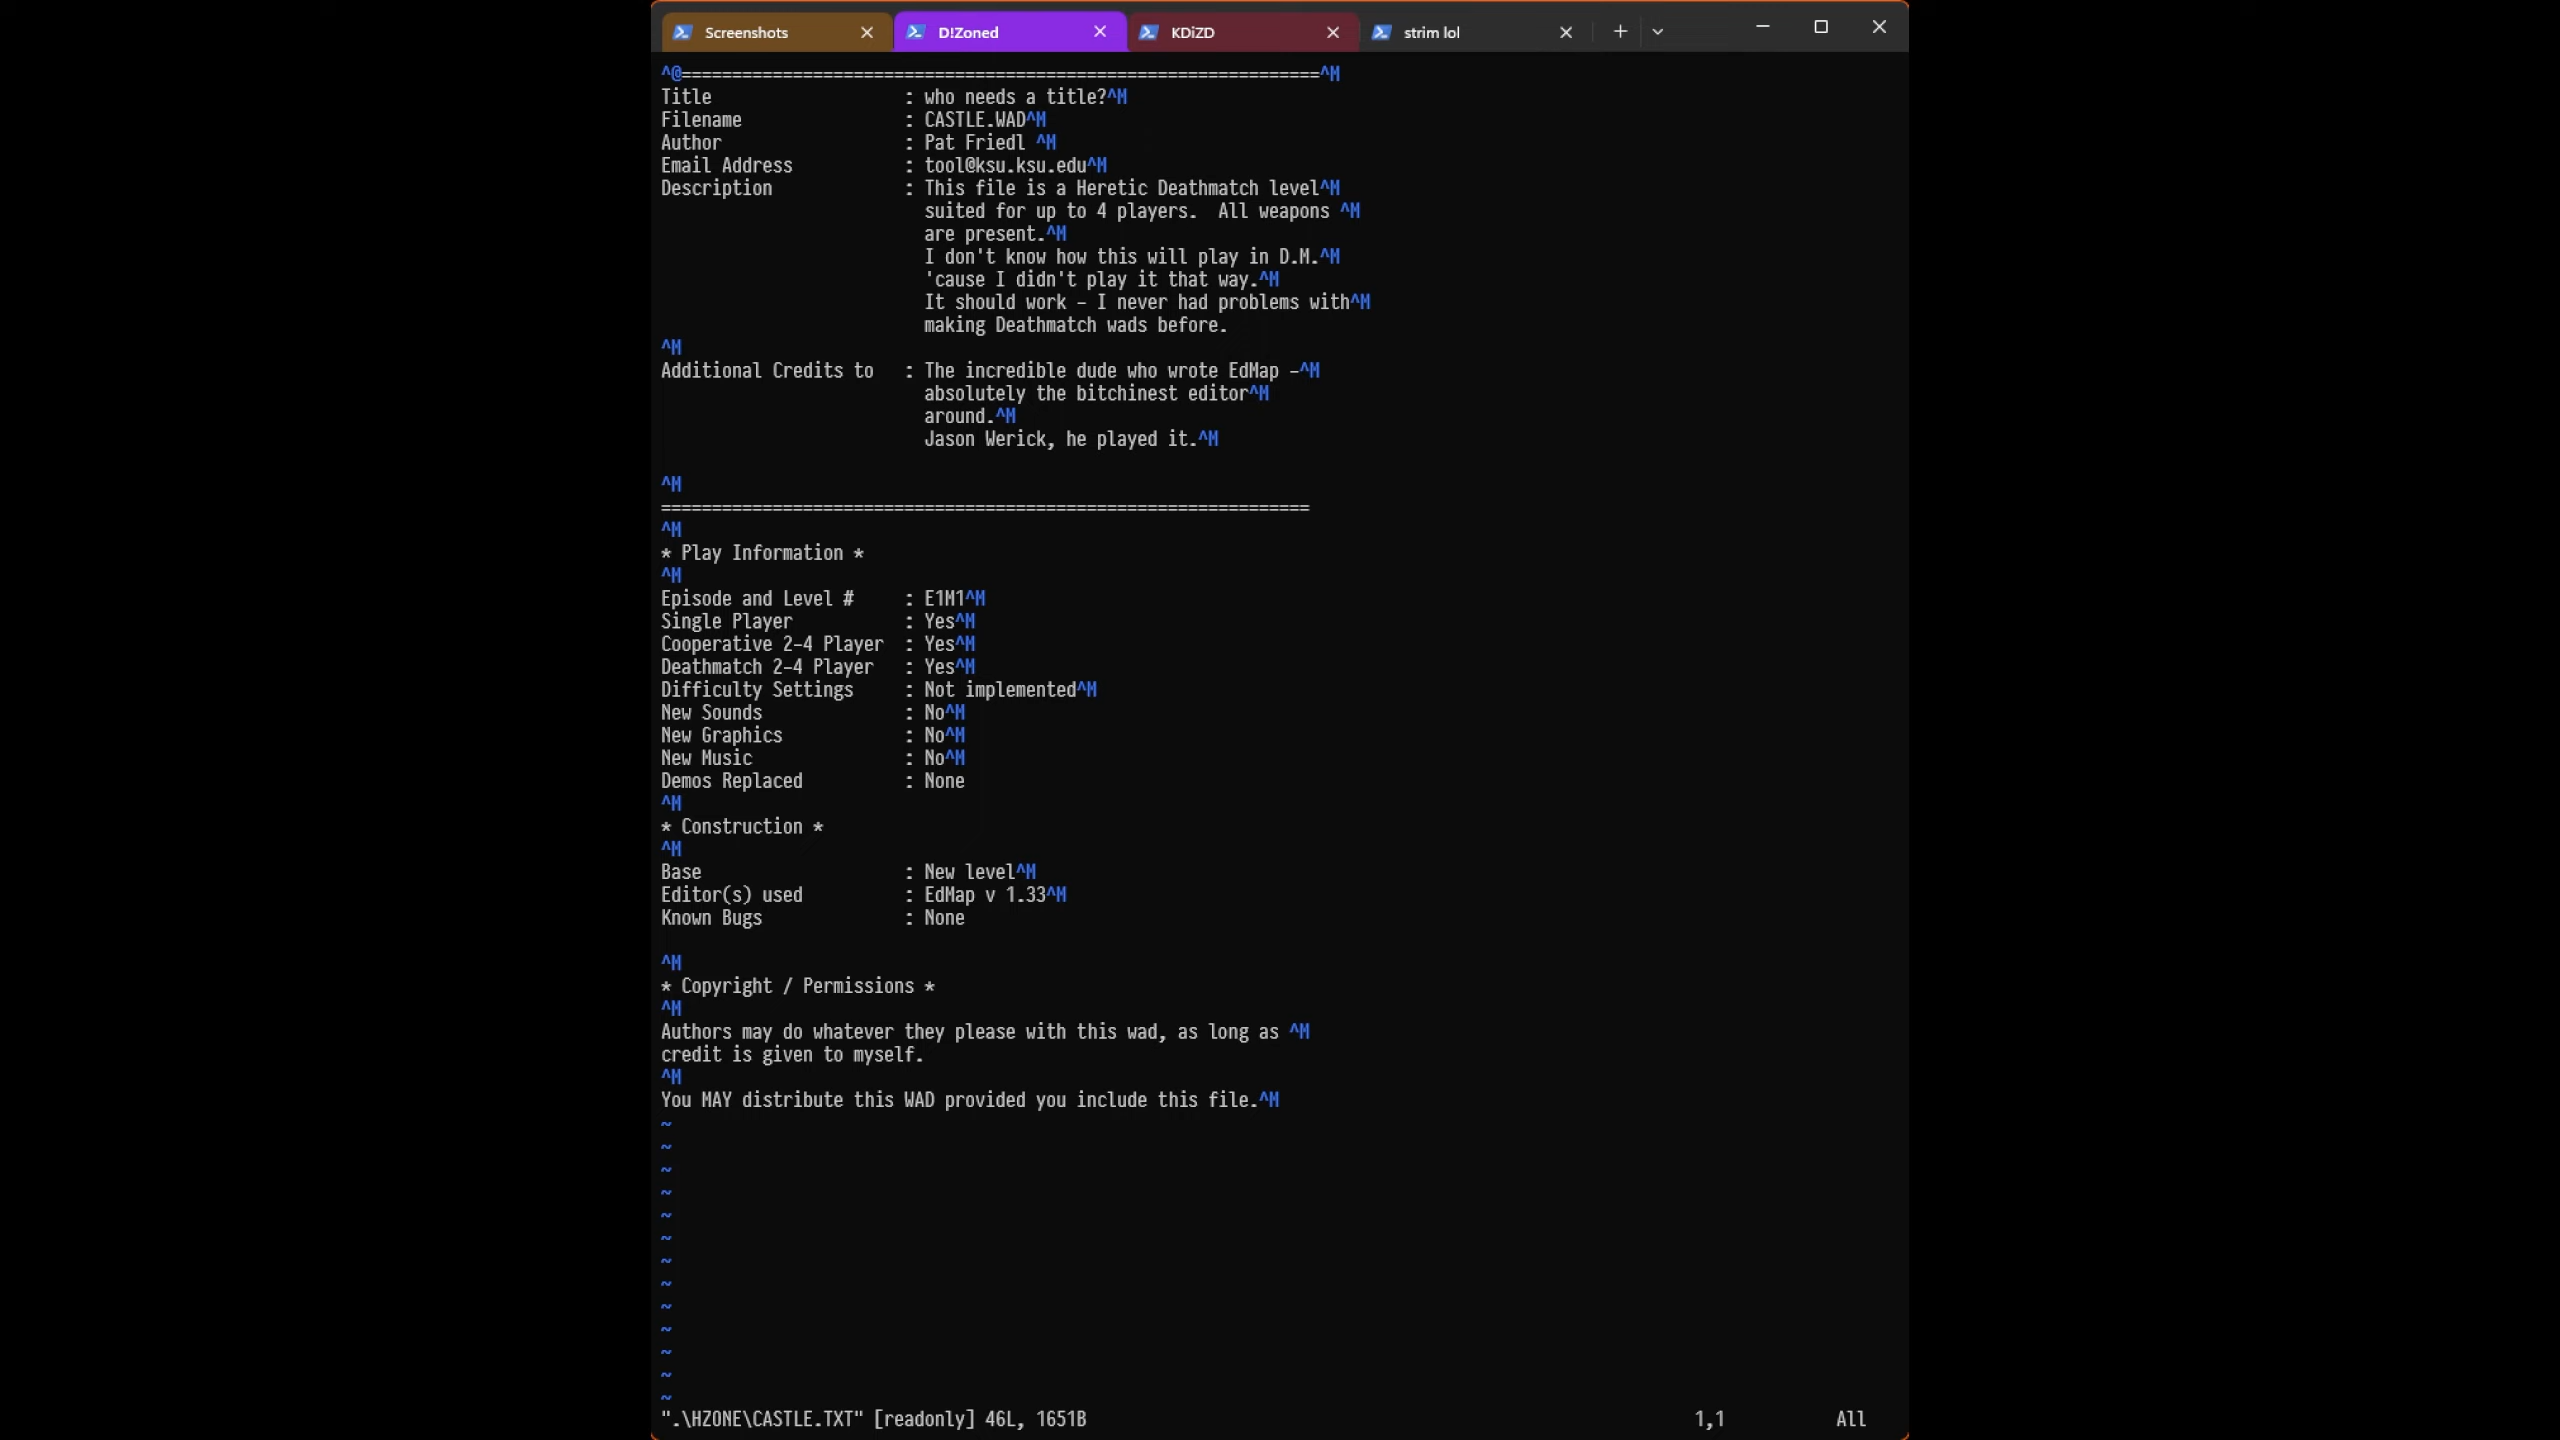 Screenshots D!Zoned KDiZD strim lol
^@===============================================================^M
Title : who needs a title?^M
Filename : CASTLE.WAD^M
Author : Pat Friedl ^M
Email Address : tool@ksu.ksu.edu^M
Description : This file is a Heretic Deathmatch level^M
suited for up to 4 players.  All weapons ^M
are present.^M
I don't know how this will play in D.M.^M
'cause I didn't play it that way.^M
It should work - I never had problems with^M
making Deathmatch wads before.
^M
Additional Credits to : The incredible dude who wrote EdMap -^M
absolutely the bitchinest editor^M
around.^M
Jason Werick, he played it.^M
^M
================================================================
^M
* Play Information *
^M
Episode and Level # : E1M1^M
Single Player : Yes^M
Cooperative 2-4 Player : Yes^M
Deathmatch 2-4 Player : Yes^M
Difficulty Settings : Not implemented^M
New Sounds : No^M
New Graphics : No^M
New Music : No^M
Demos Replaced : None
^M
* Construction *
^M
Base : New level^M
Editor(s) used : EdMap v 1.33^M
Known Bugs : None
^M
* Copyright / Permissions *
^M
Authors may do whatever they please with this wad, as long as ^M
credit is given to myself.
^M
You MAY distribute this WAD provided you include this file.^M
~
~
~
~
~
~
~
~
~
~
~
~
~
".\HZONE\CASTLE.TXT" [readonly] 46L, 1651B 1,1 All